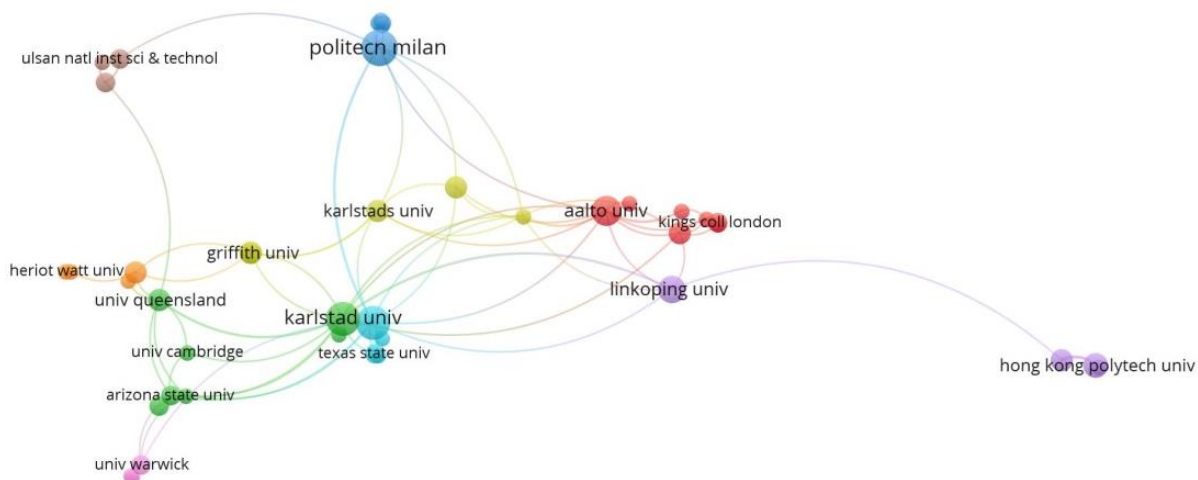 politecn milan
ulsan natl inst sci & technol
karlstads univ
aalto univ
kings coll london
griffith univ
heriot watt univ
linkoping univ
univ queensland
karlstad univ
univ cambridge
texas state univ
hong kong polytech univ
arizona state univ
univ warwick